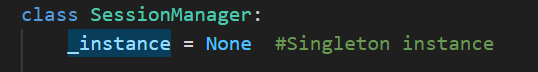 class SessionManager:
_instance = None  #Singleton instance